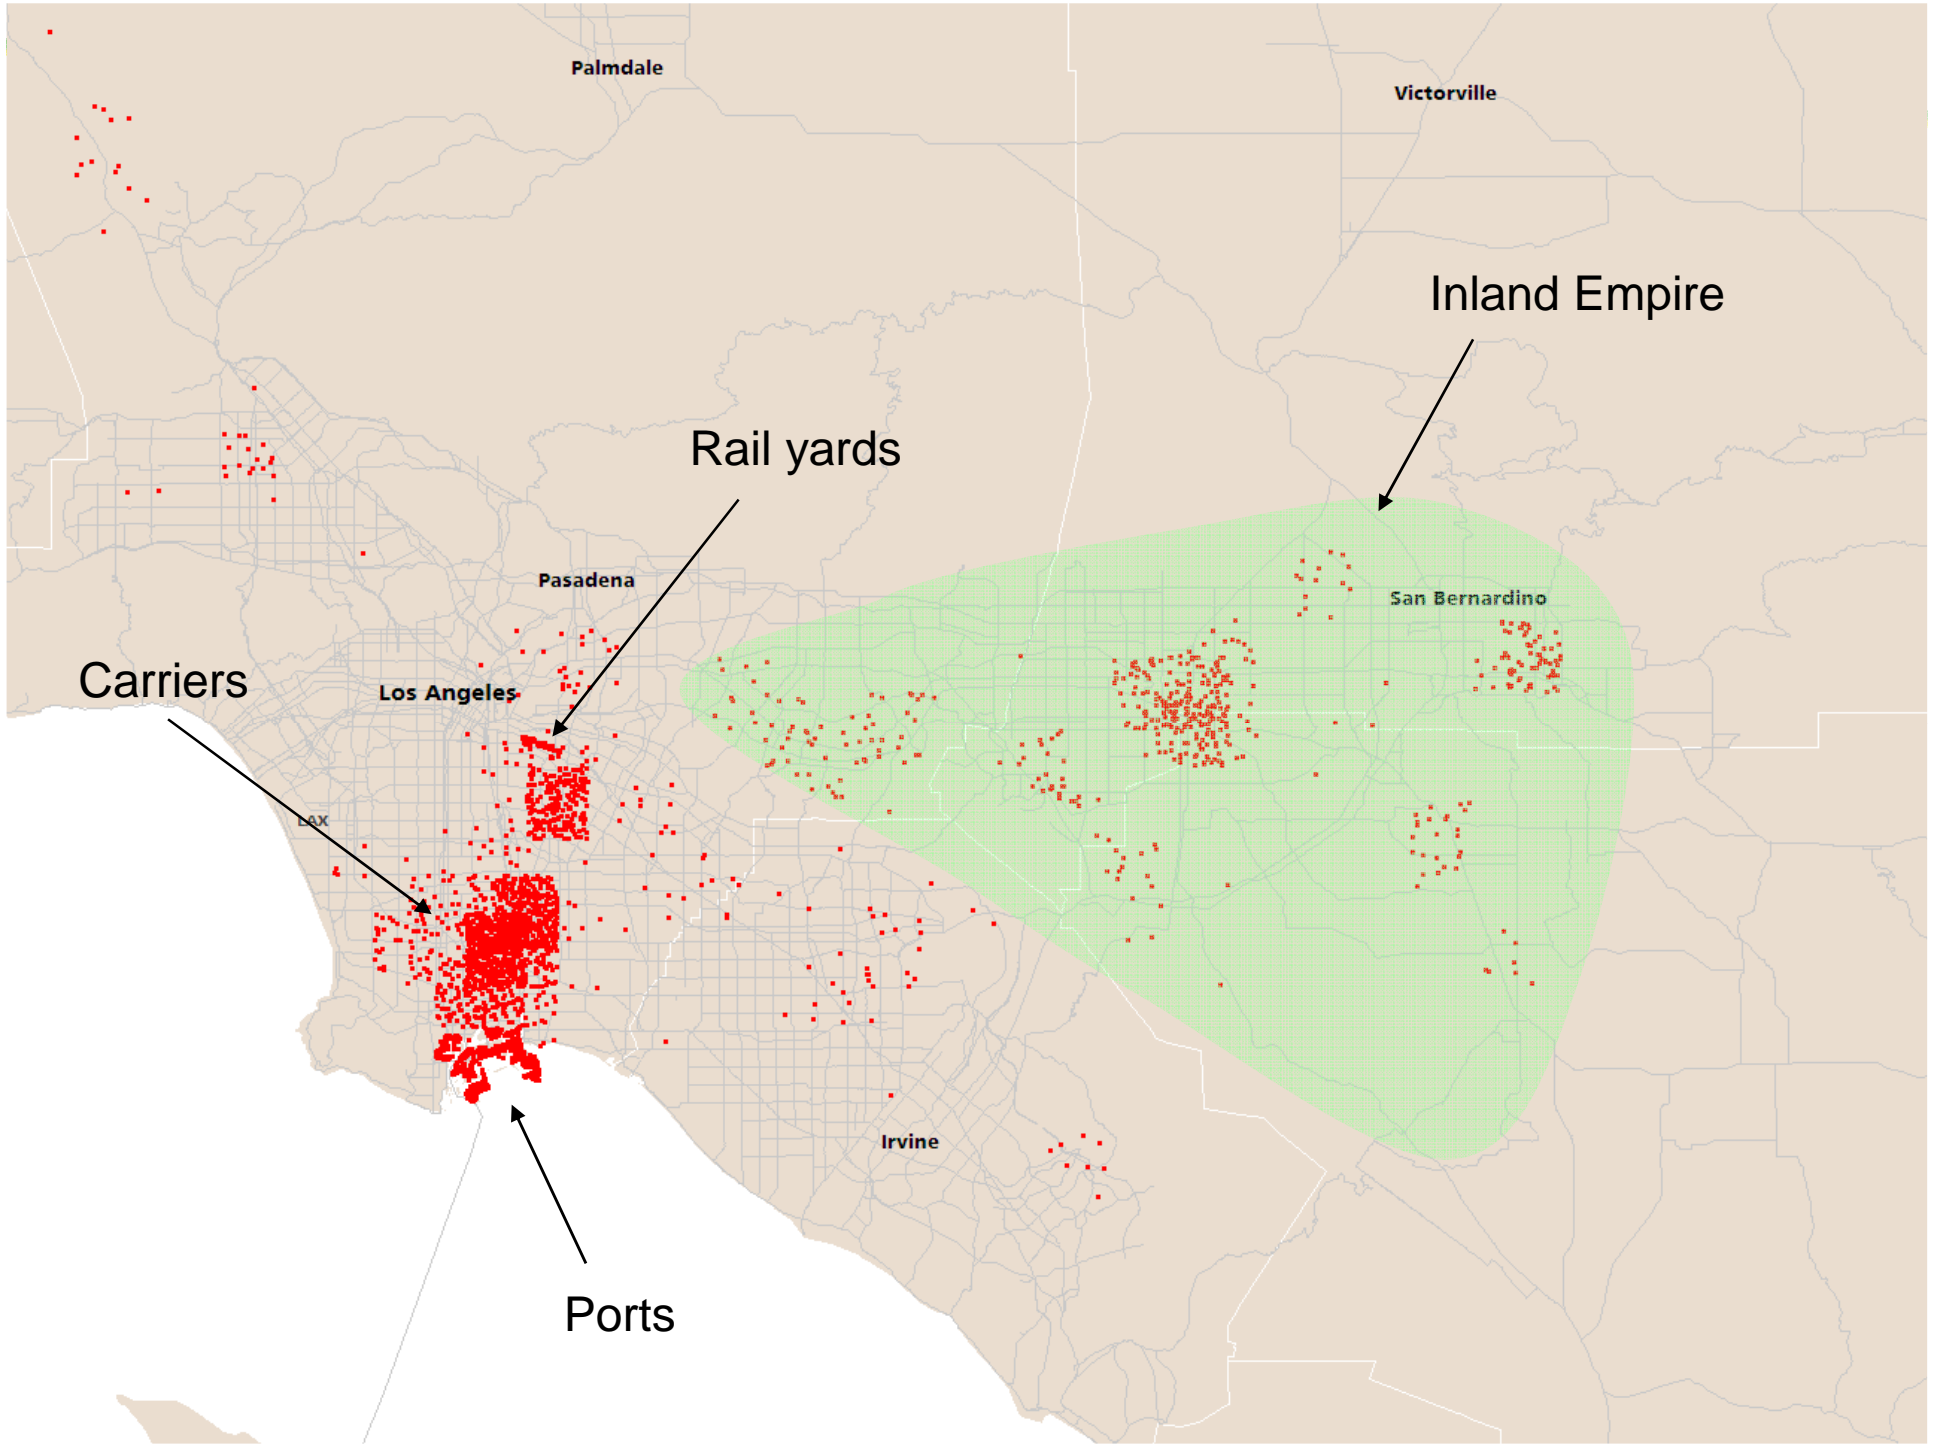 Palmdale
Victorville
Inland Empire
Rail yards
Pasadena
San Bernardino
Carriers
Los Angeles
LAX
Irvine
Ports